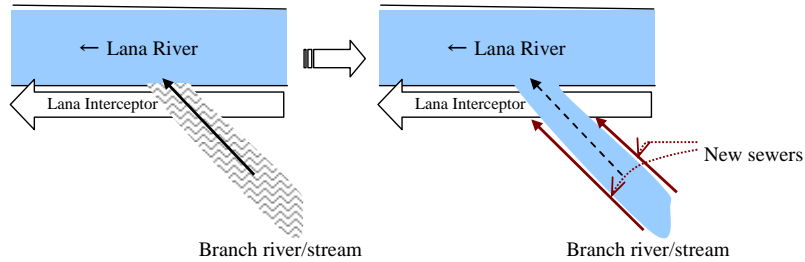 ← Lana River
Lana Interceptor
Branch river/stream
← Lana River
Lana Interceptor
New sewers
Branch river/stream